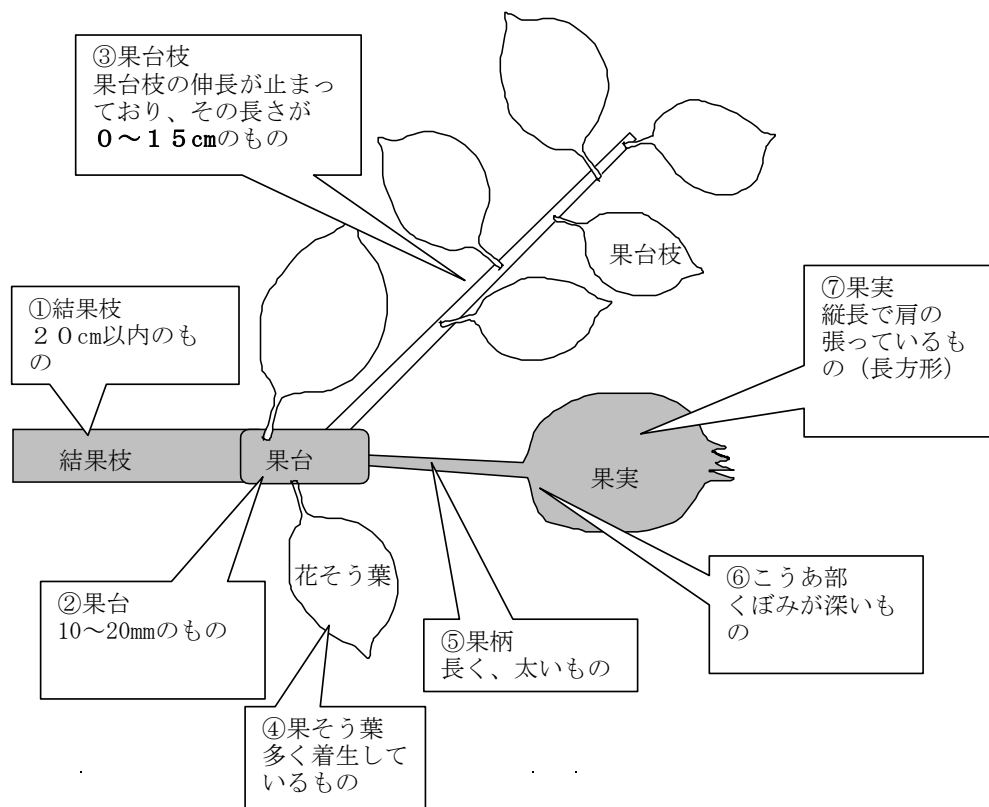 ③果台枝
果台枝の伸長が止まっ
ており、その長さが
０～１５cmのもの
果台枝
①結果枝
２０cm以内のも
の
⑦果実
縦長で肩の
張っているも
の（長方形）
結果枝
果台
果実
花そう葉
②果台
10～20mmのもの
⑤果柄
長く、太いもの
⑥こうあ部
くぼみが深いも
の
④果そう葉
多く着生して
いるもの